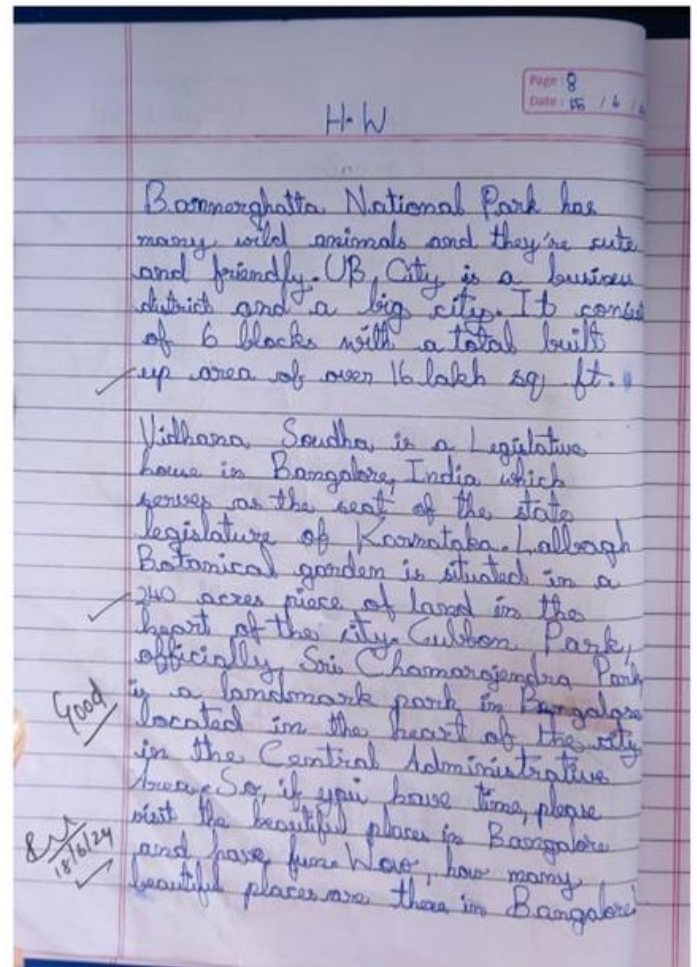 Page: 8
Date: 15 / 6 /
H.W
Bannerghatta National Park has
many wild animals and they're cute
and friendly. UB City is a business
district and a big city. It consist
of 6 blocks with a total built
up area of over 16 lakh sq ft.
Vidhana Soudha is a Legislative
house in Bangalore, India which
serves as the seat of the state
legislature of Karnataka. Lalbagh
Botanical garden is situated in a
240 acres piece of land in the
heart of the city. Cubbon Park,
officially Sri Chamarajendra Park
is a landmark park in Bangalore
Good
located in the heart of the city
in the Central Administrative
Area. So, if you have time, please
visit the beautiful places in Bangalore
18/6/24
and have fun. Wow, how many
beautiful places are there in Bangalore!